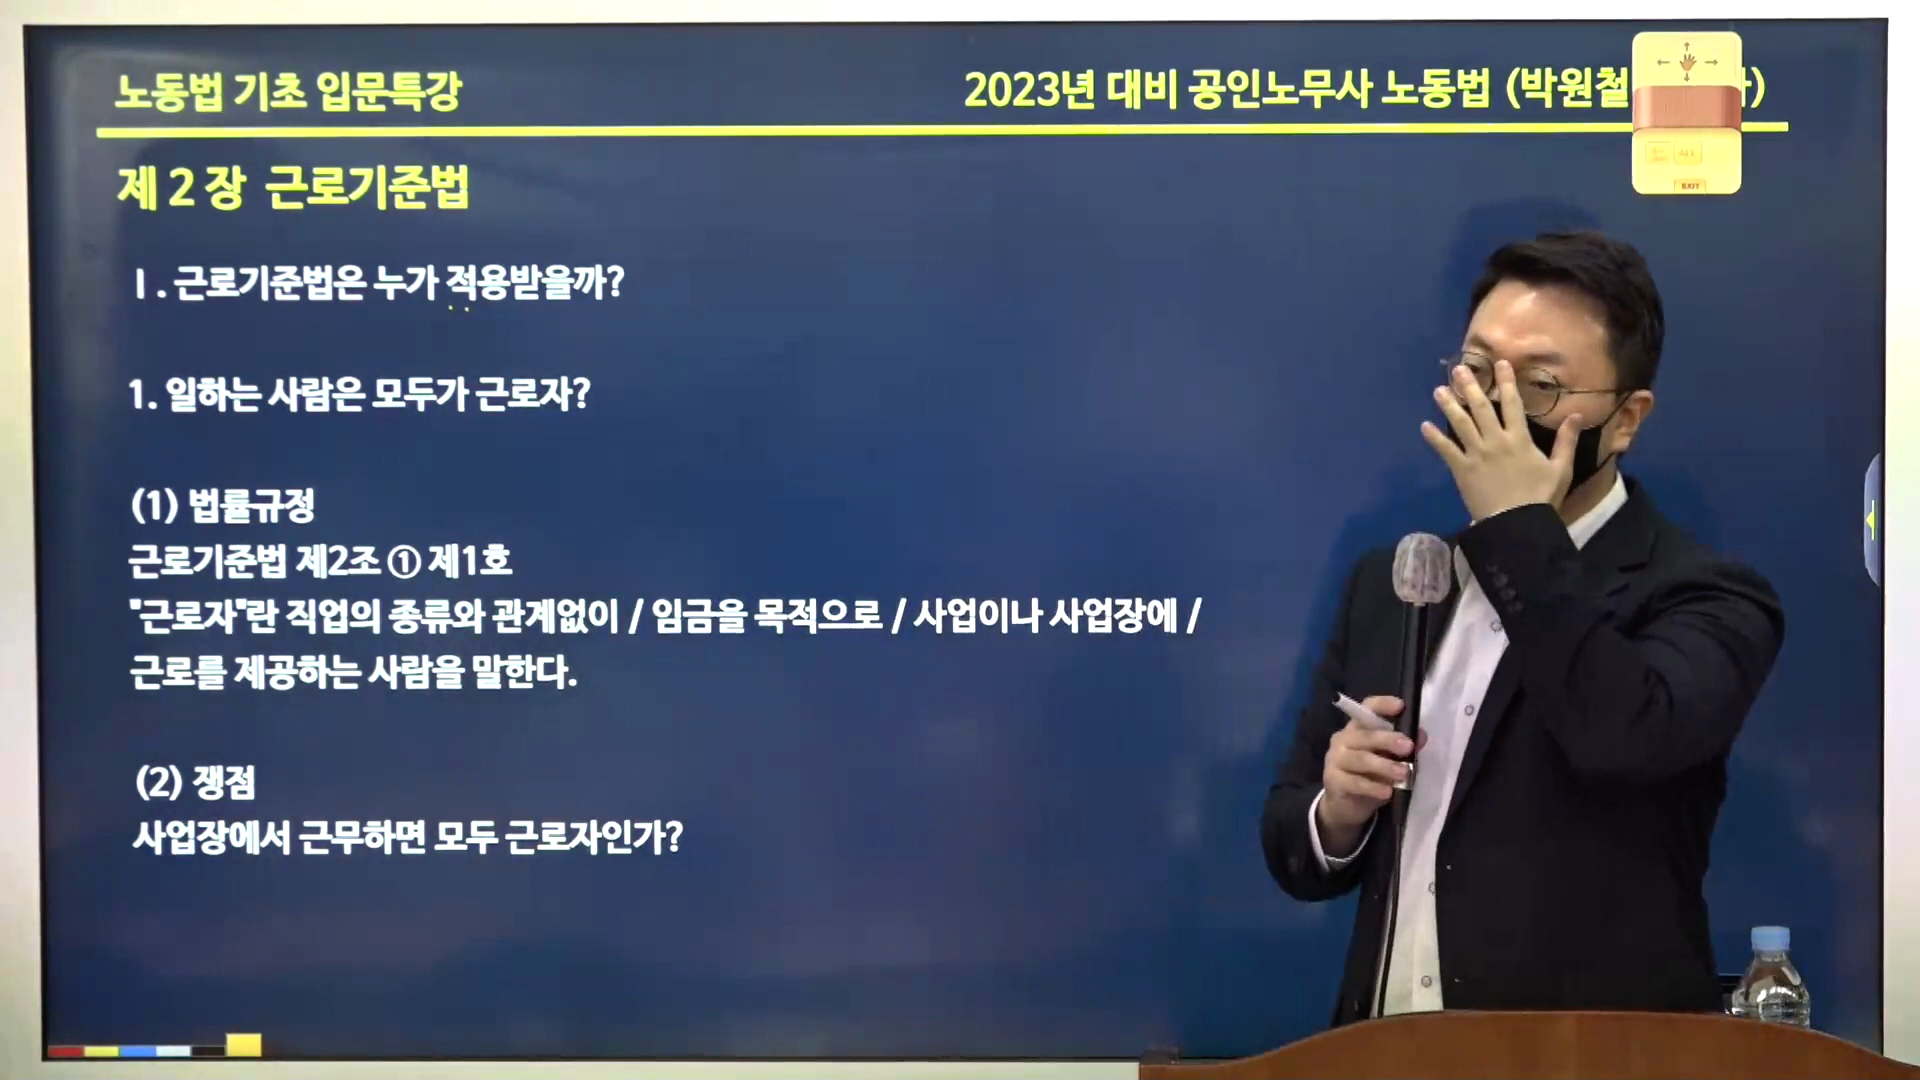 노동법 기초 입문특강
2023년 대비 공인노무사 노동법 (박원철
제 2 장 근로기준법
Ⅰ. 근로기준법은 누가 적용받을까?
1. 일하는 사람은 모두가 근로자?
(1) 법률규정
근로기준법 제2조 ① 제1호
"근로자"란 직업의 종류와 관계없이 / 임금을 목적으로 / 사업이나 사업장에 /
근로를 제공하는 사람을 말한다.
(2) 쟁점
사업장에서 근무하면 모두 근로자인가?
ALL
EXIT